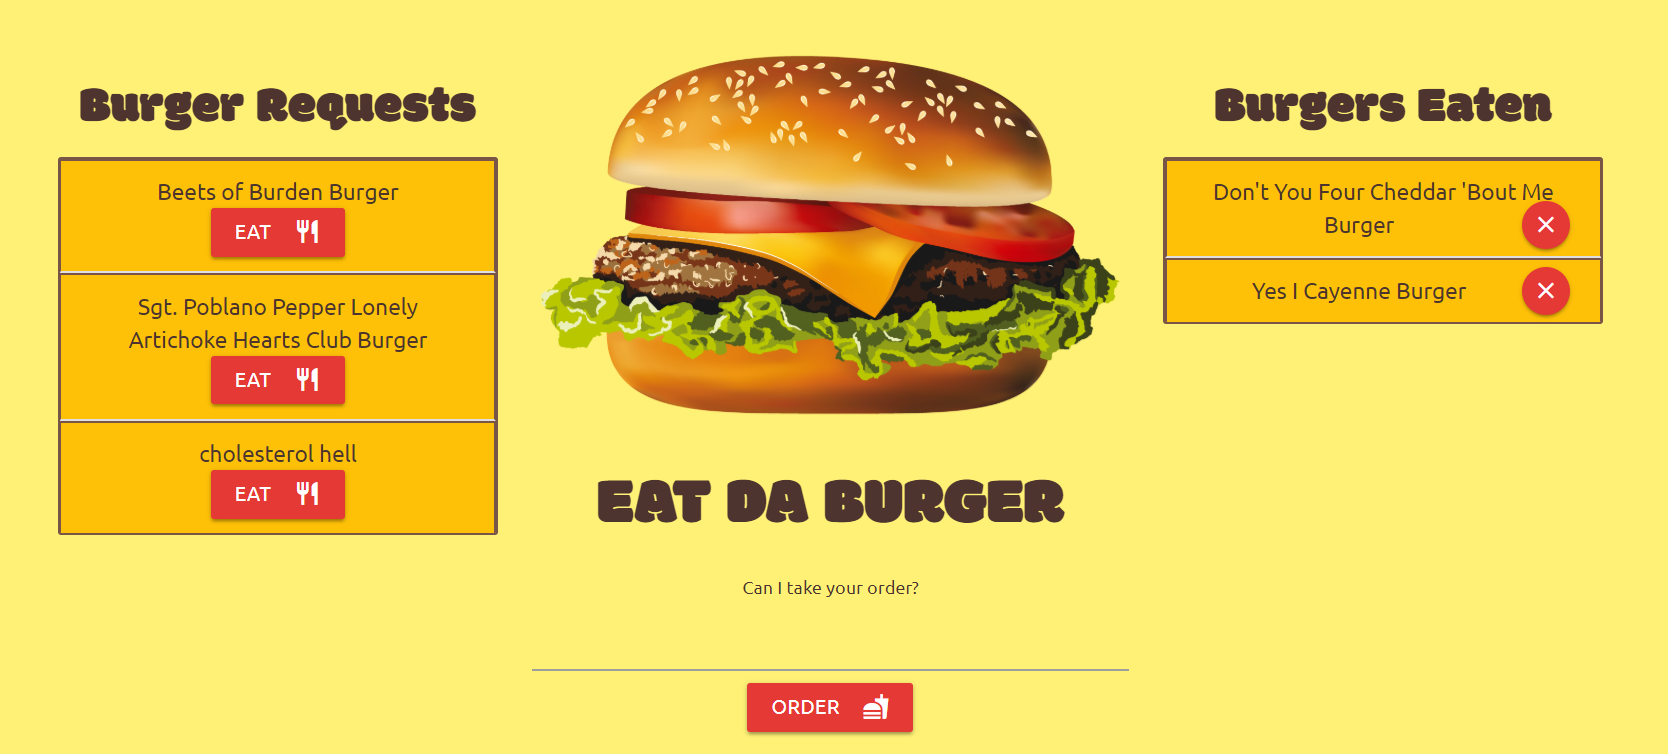 Burger Requests
Beets of Burden Burger
EAT
Sgt. Poblano Pepper Lonely
Artichoke Hearts Club Burger
EAT
cholesterol hell
EAT
EAT DA BURGER
Can I take your order?
ORDER
Burgers Eaten
Don't You Four Cheddar 'Bout Me
Burger
Yes I Cayenne Burger